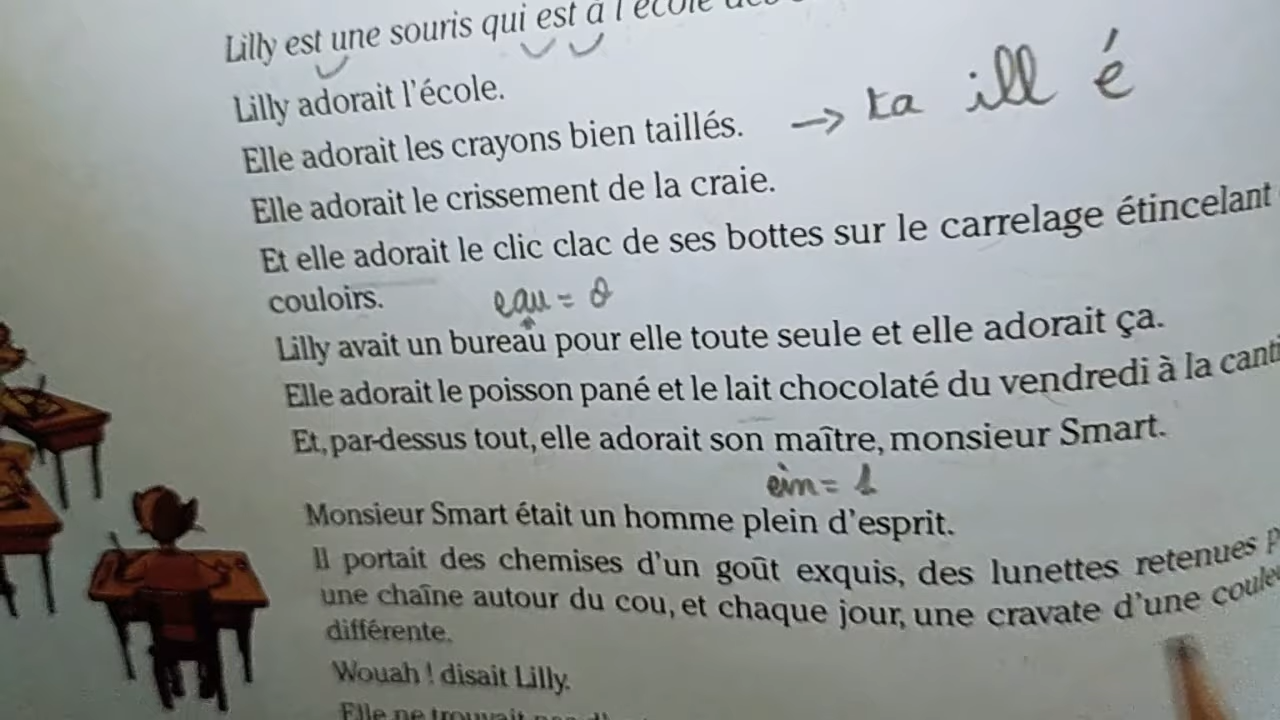 Lilly est une souris qui est à l'école
Lilly adorait l'école.
Elle adorait les crayons bien taillés. → ta ill é
Elle adorait le crissement de la craie.
Et elle adorait le clic clac de ses bottes sur le carrelage étincelant
couloirs. eau = o
Lilly avait un bureau pour elle toute seule et elle adorait ça.
Elle adorait le poisson pané et le lait chocolaté du vendredi à la canti
Et, par-dessus tout, elle adorait son maître, monsieur Smart.
ein = 1
Monsieur Smart était un homme plein d'esprit.
Il portait des chemises d'un goût exquis, des lunettes retenues p
une chaîne autour du cou, et chaque jour, une cravate d'une coule
différente.
Wouah ! disait Lilly.
Elle ne trouvait